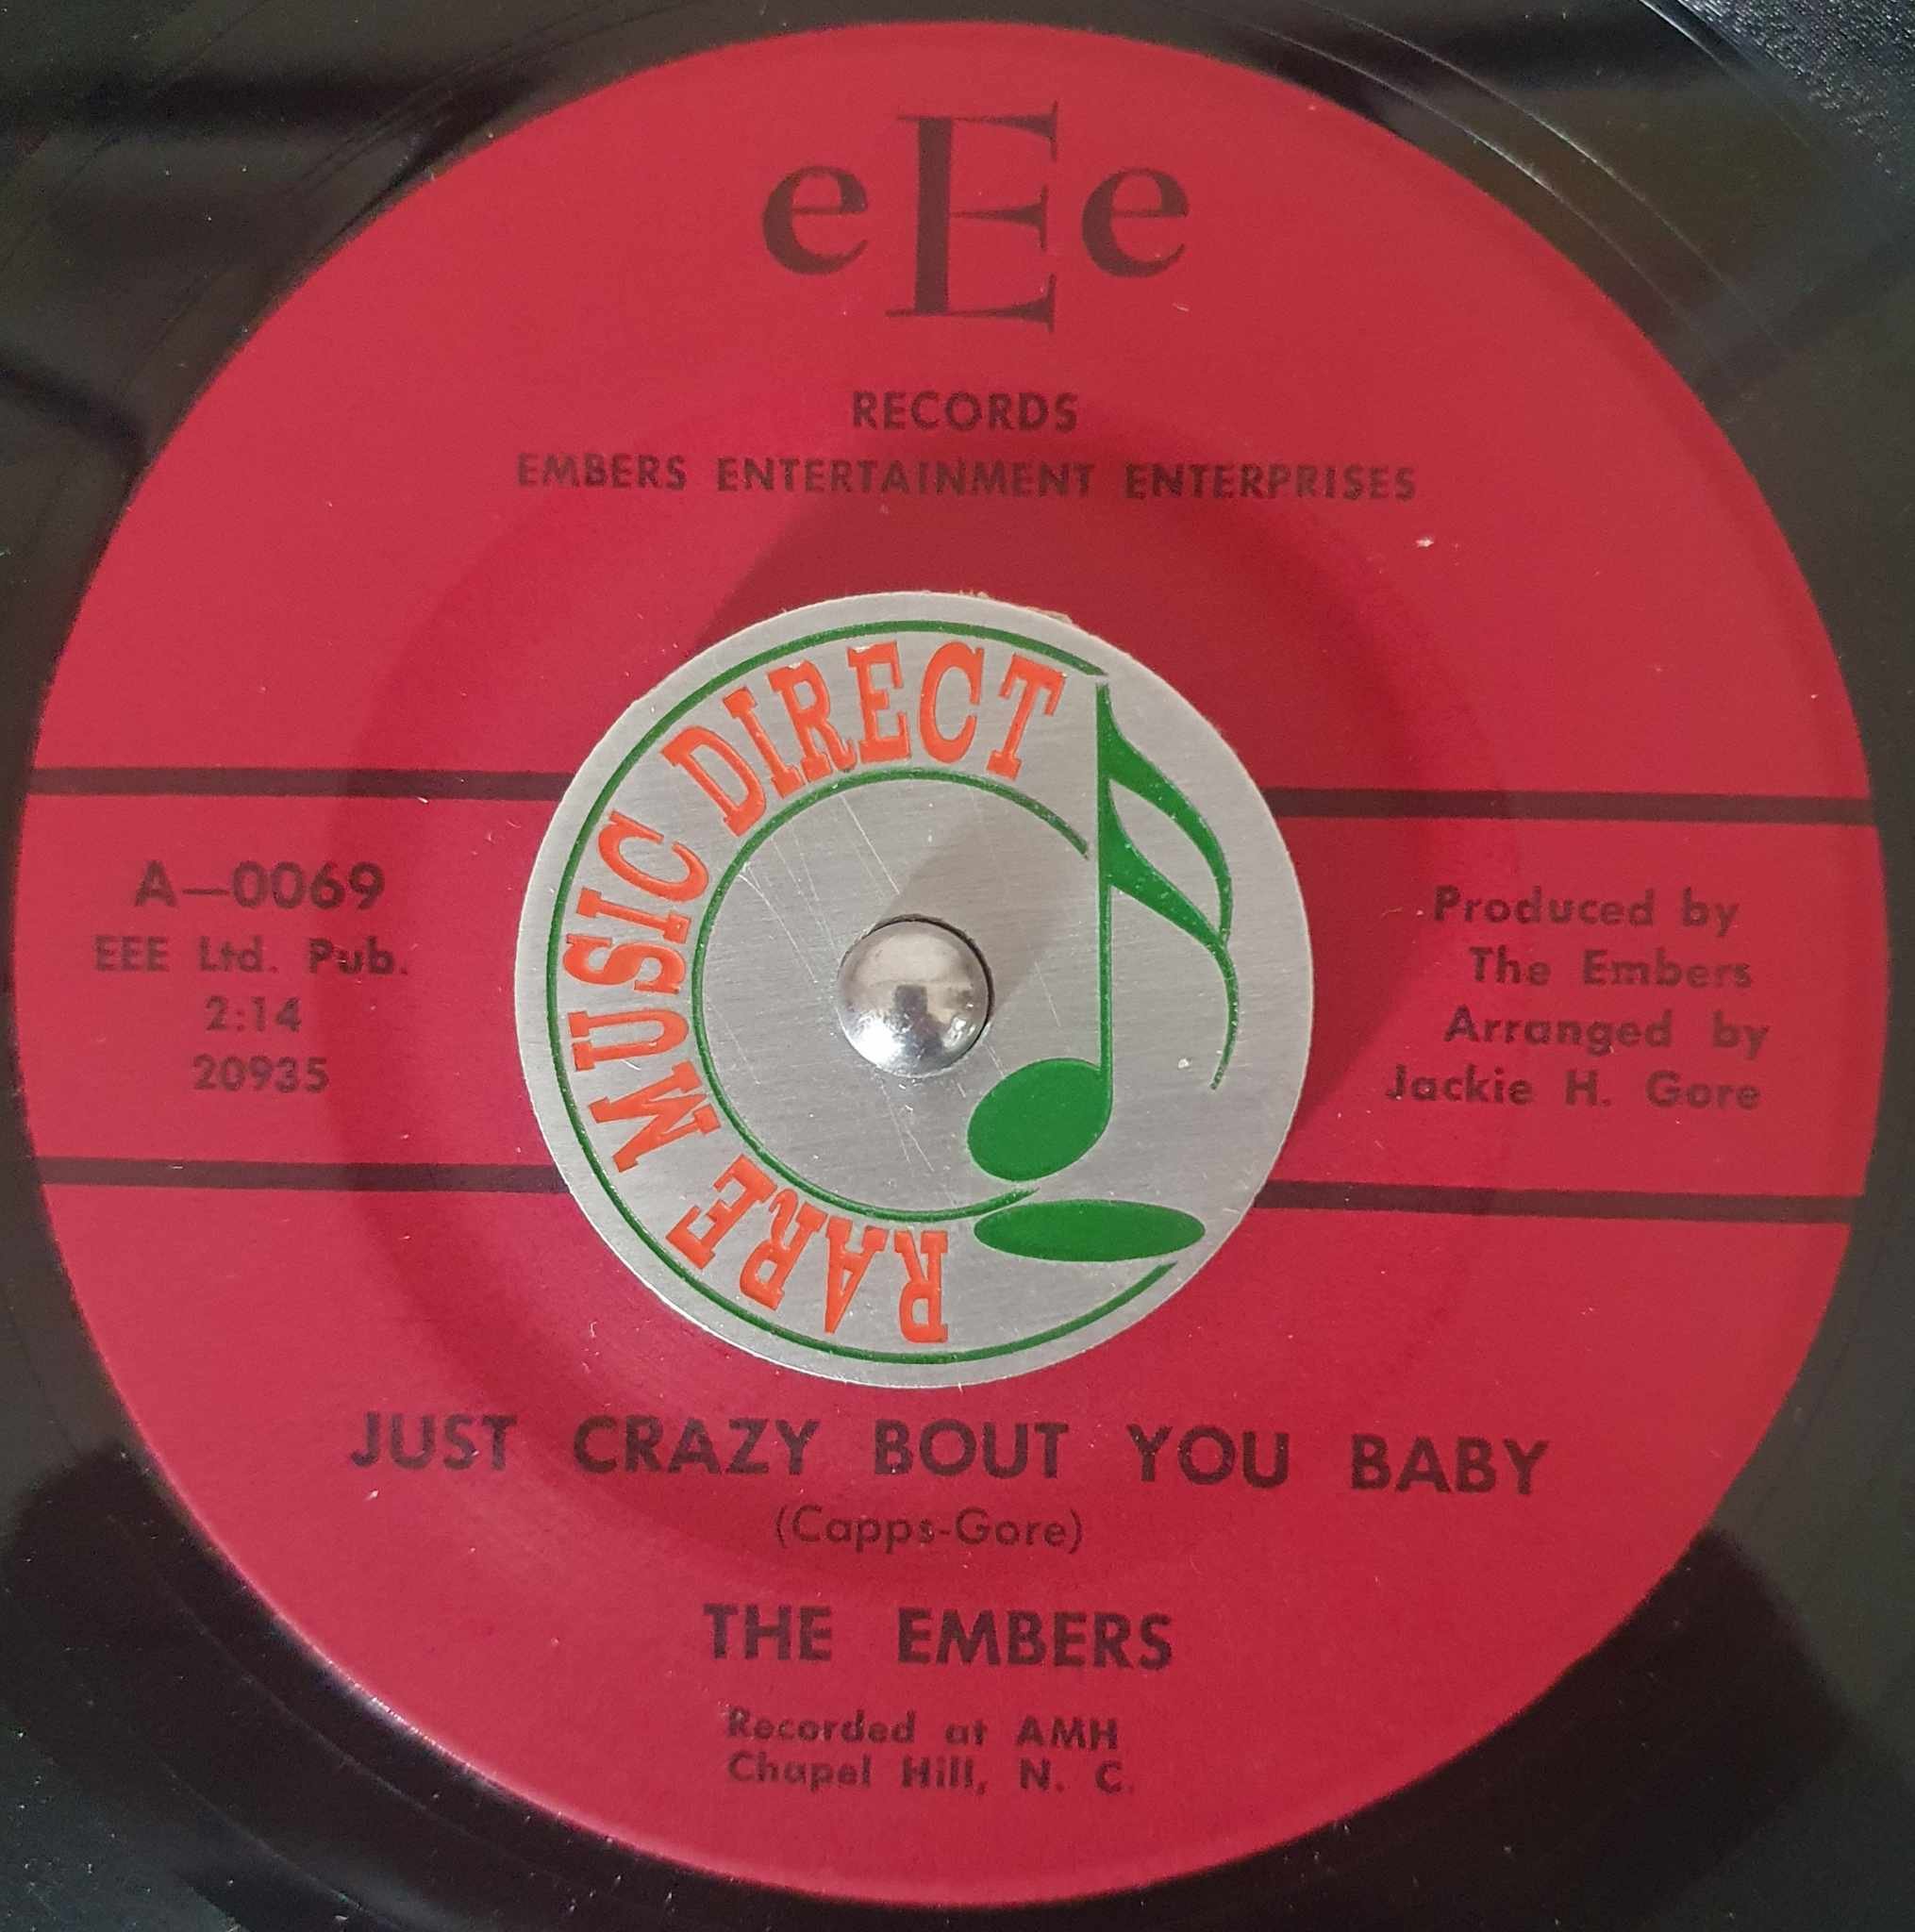 eEe
RECORDS
EMBERS ENTERTAINMENT ENTERPRISES
RARE MUSIC DIRECT
A—0069
EEE Ltd. Pub.
2:14
20935
Produced by
The Embers
Arranged by
Jackie H. Gore
JUST CRAZY BOUT YOU BABY
(Capps-Gore)
THE EMBERS
Recorded at AMH
Chapel Hill, N. C.